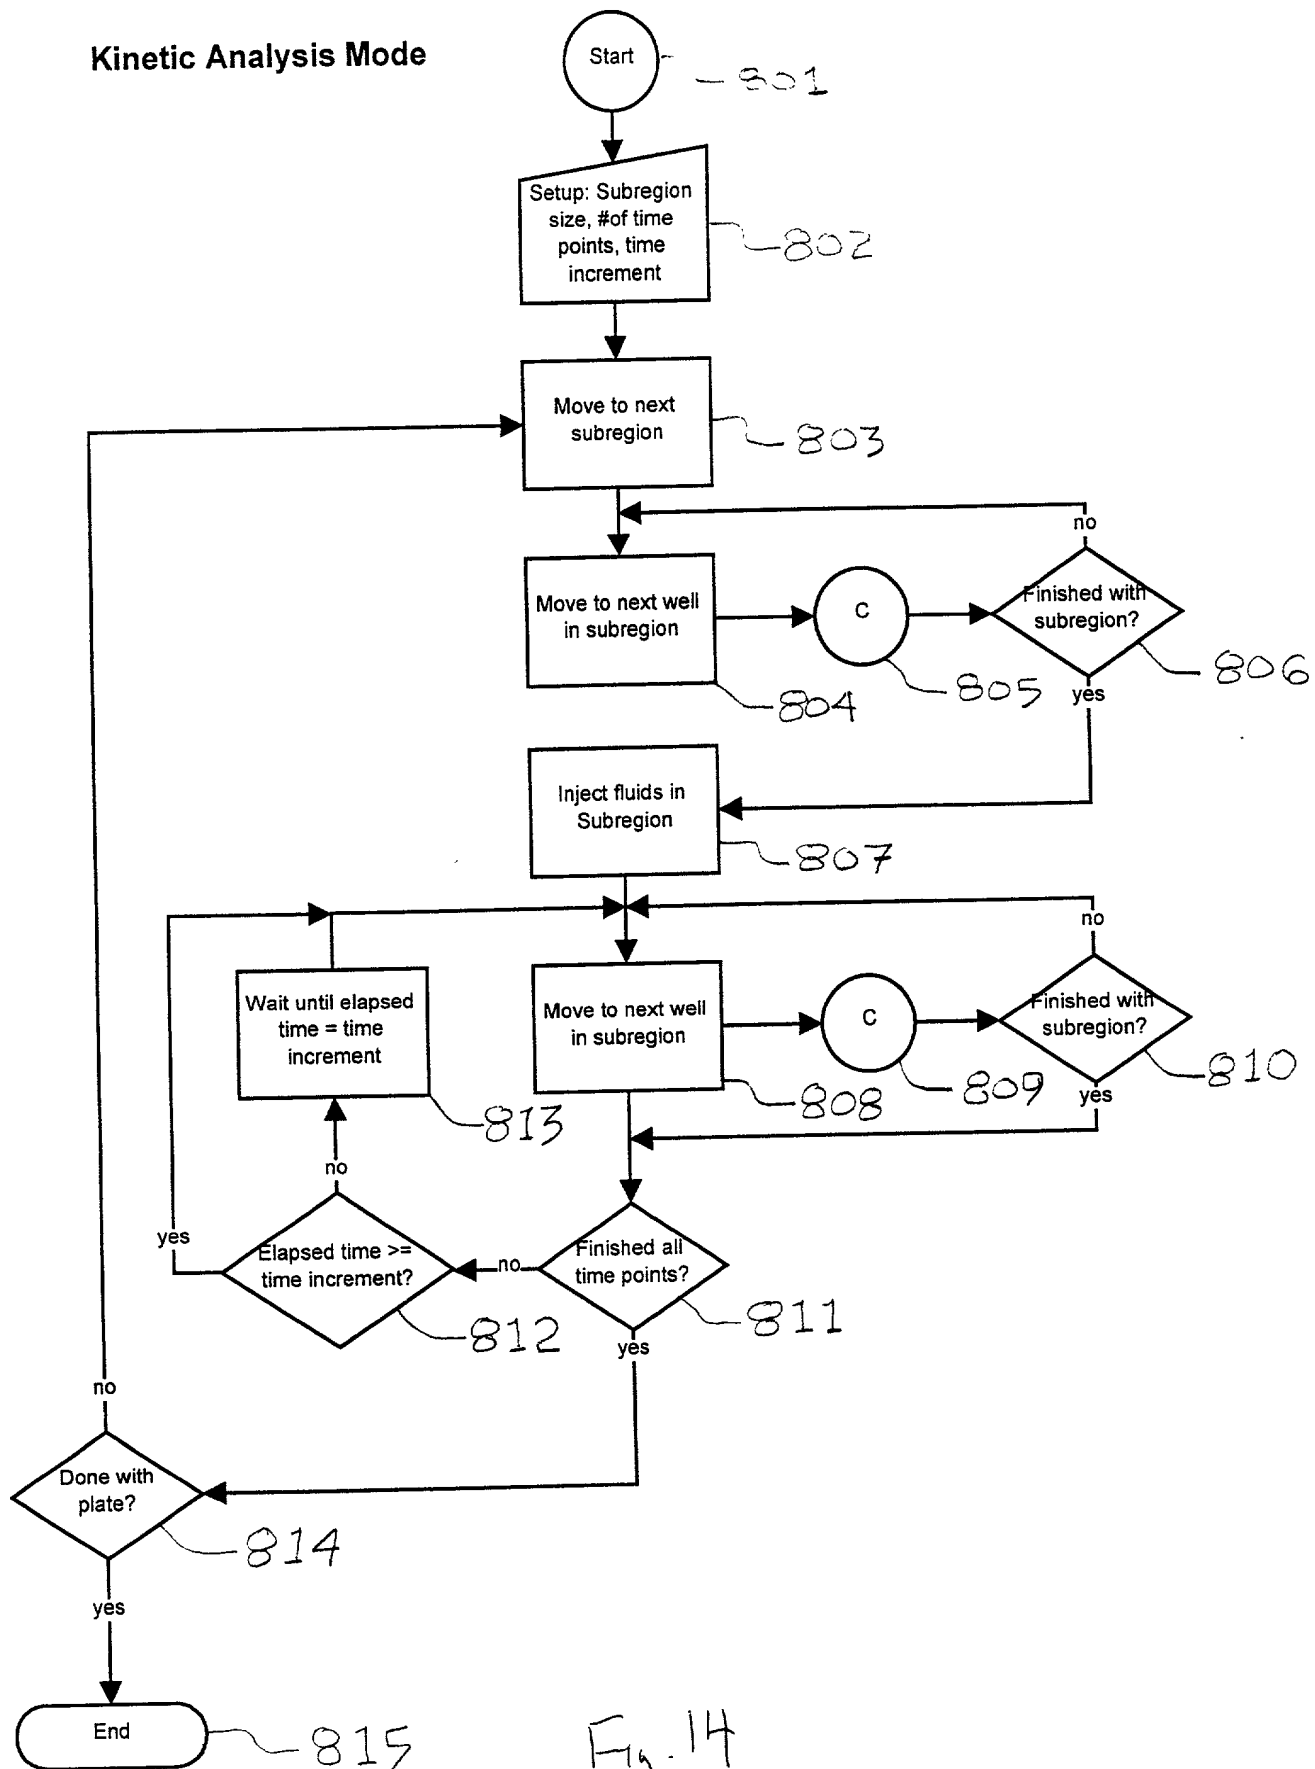 Kinetic Analysis Mode
Start
801
Setup: Subregion
size, #of time
points, time
increment
802
Move to next
subregion
803
no
Move to next well
in subregion
804
C
805
Finished with
subregion?
806
yes
Inject fluids in
Subregion
807
no
Wait until elapsed
time = time
increment
813
Move to next well
in subregion
808
C
809
Finished with
subregion?
810
yes
no
yes
Elapsed time >=
time increment?
812
no
Finished all
time points?
811
yes
no
Done with
plate?
814
yes
End
815
Fig. 14